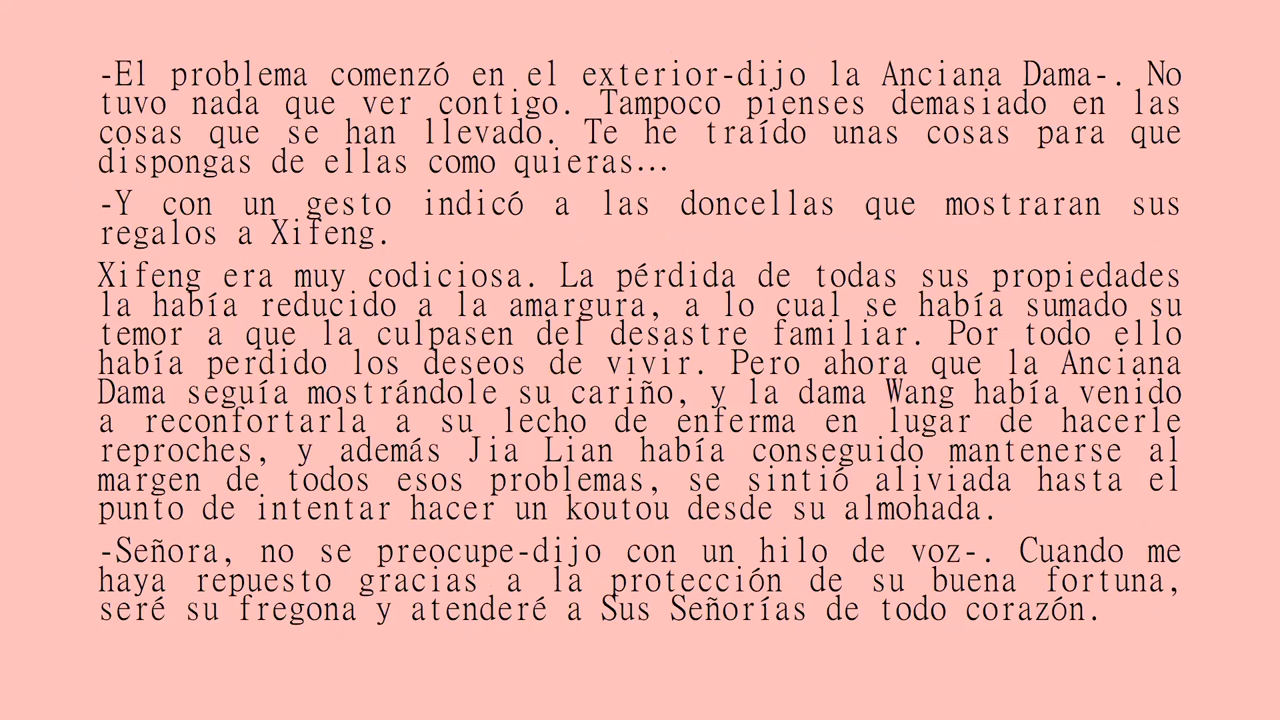 -El problema comenzó en el exterior-dijo la Anciana Dama-. No
tuvo nada que ver contigo. Tampoco pienses demasiado en las
cosas que se han llevado. Te he traído unas cosas para que
dispongas de ellas como quieras...
-Y con un gesto indicó a las doncellas que mostraran sus
regalos a Xifeng.
Xifeng era muy codiciosa. La pérdida de todas sus propiedades
la había reducido a la amargura, a lo cual se había sumado su
temor a que la culpasen del desastre familiar. Por todo ello
había perdido los deseos de vivir. Pero ahora que la Anciana
Dama seguía mostrándole su cariño, y la dama Wang había venido
a reconfortarla a su lecho de enferma en lugar de hacerle
reproches, y además Jia Lian había conseguido mantenerse al
margen de todos esos problemas, se sintió aliviada hasta el
punto de intentar hacer un koutou desde su almohada.
-Señora, no se preocupe-dijo con un hilo de voz-. Cuando me
haya repuesto gracias a la protección de su buena fortuna,
seré su fregona y atenderé a Sus Señorías de todo corazón.